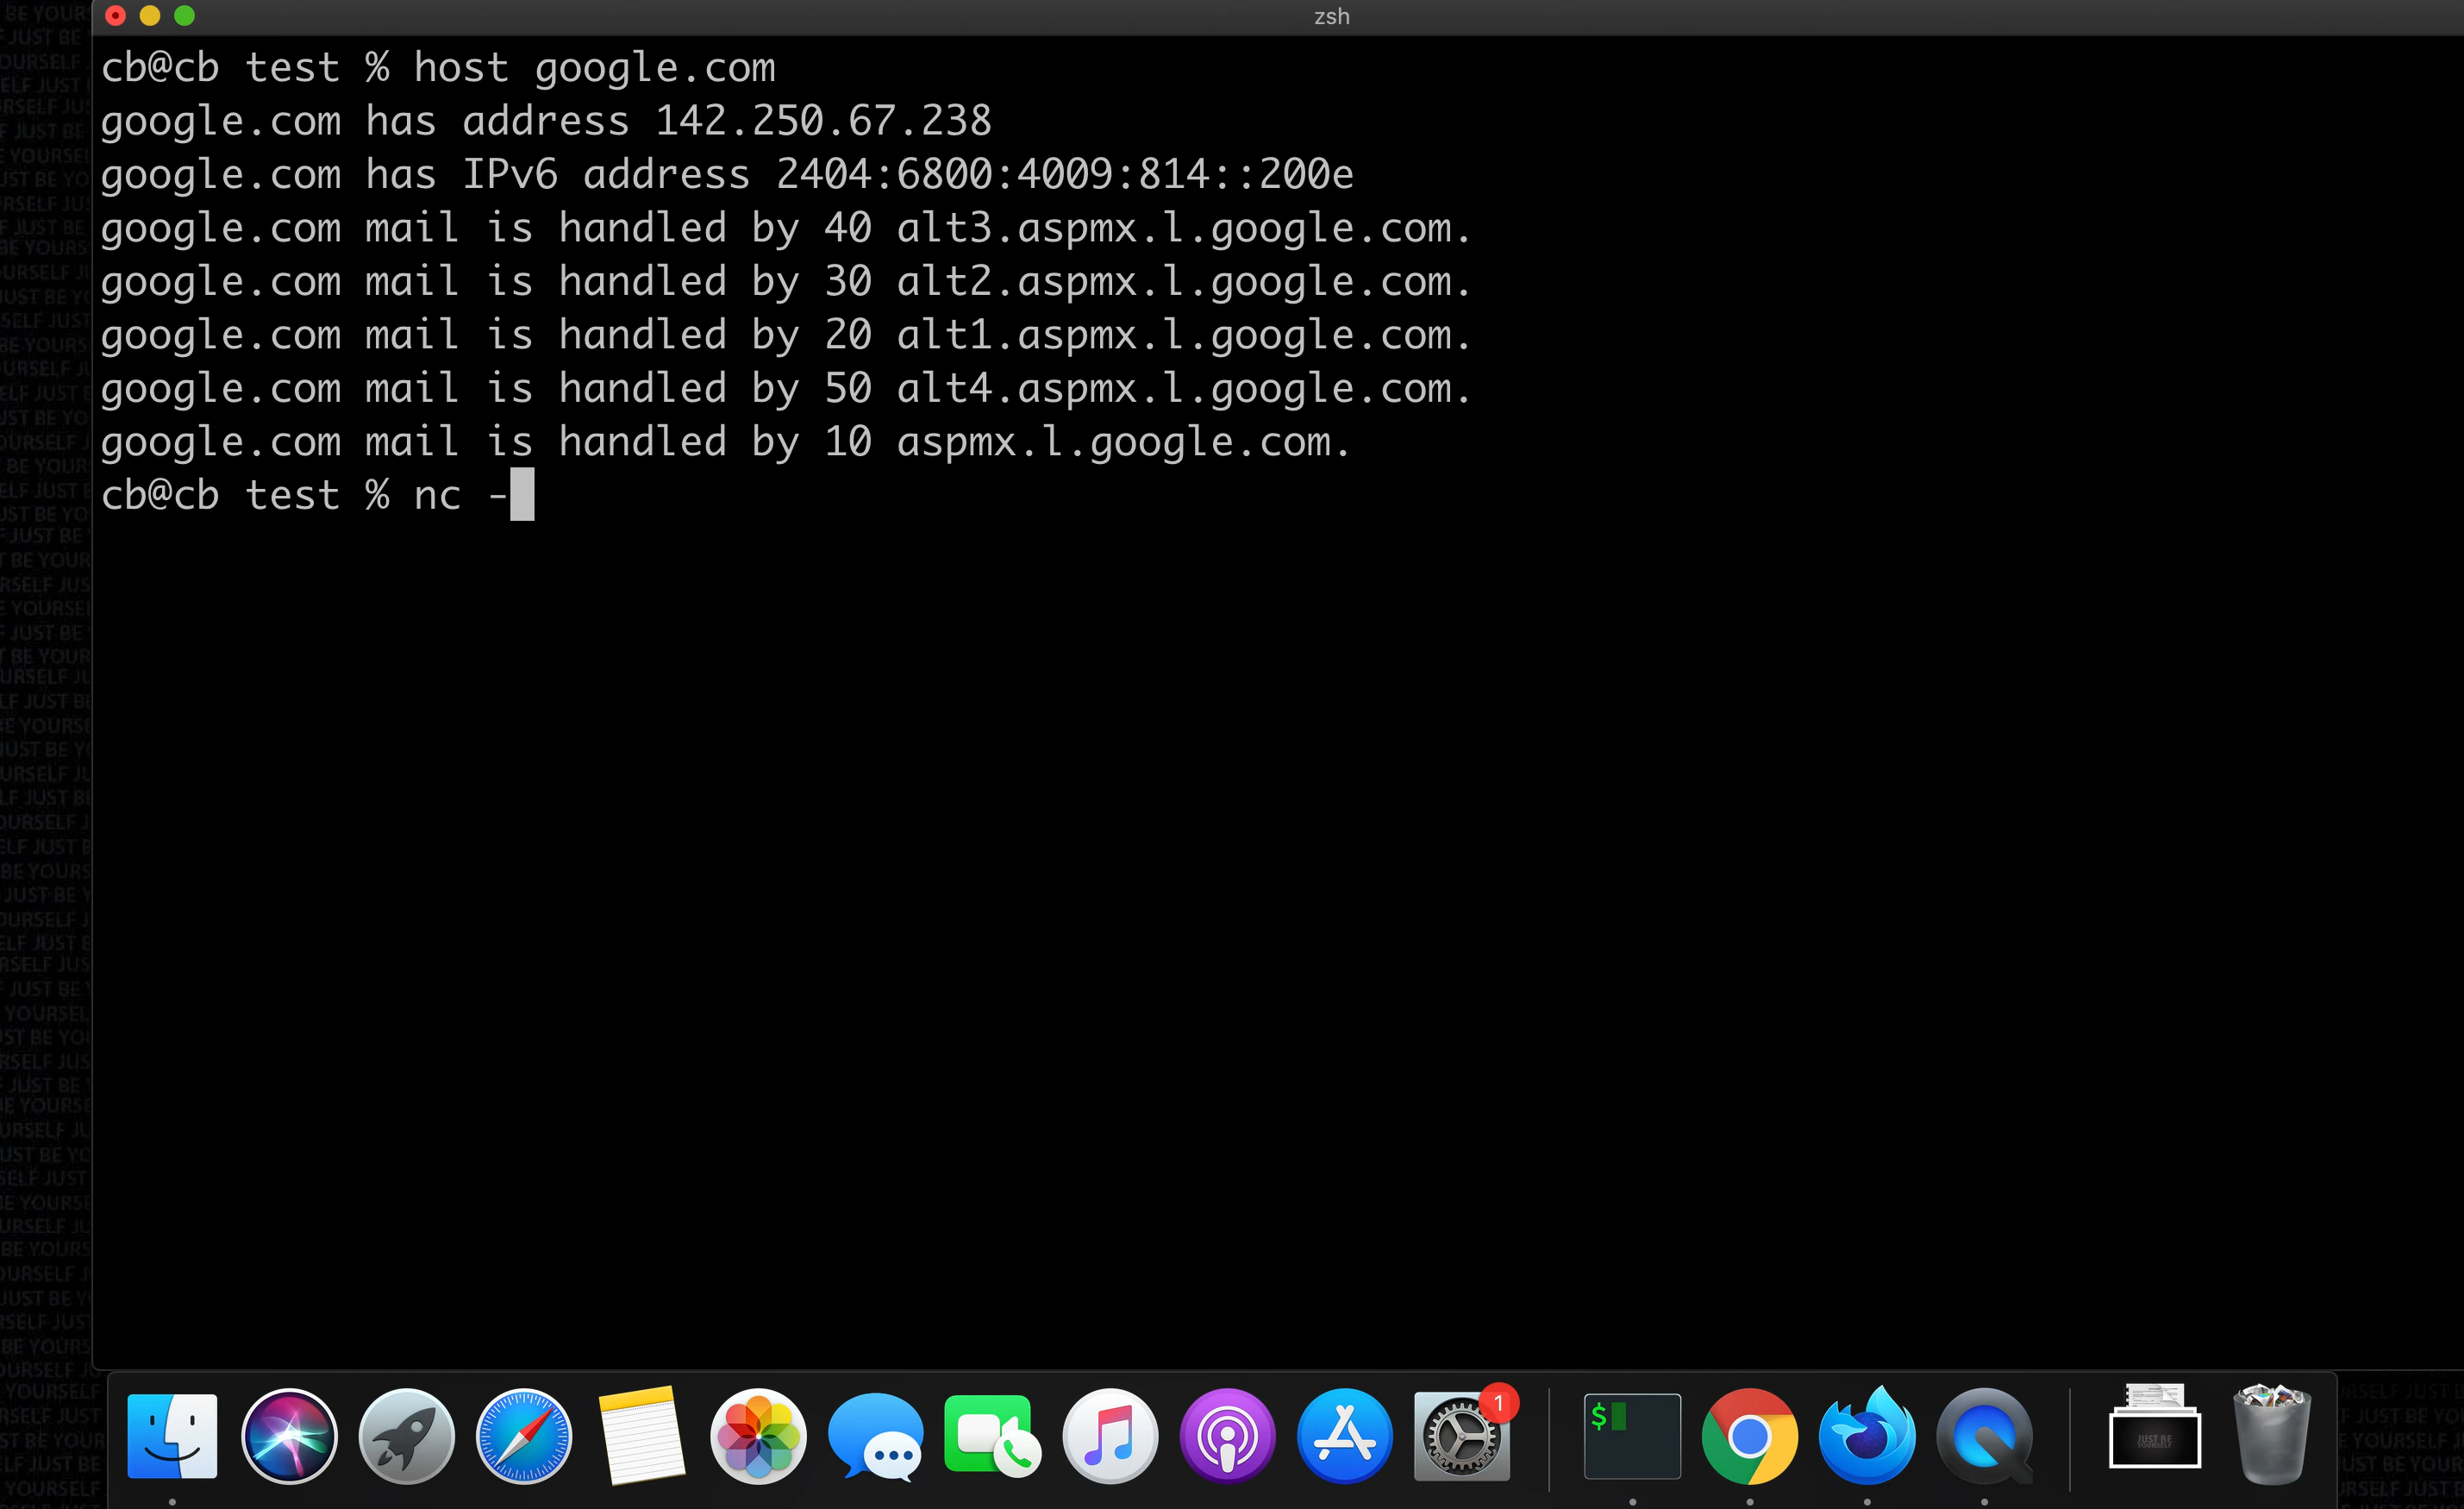 zsh
cb@cb test % host google.com
google.com has address 142.250.67.238
google.com has IPv6 address 2404:6800:4009:814::200e
google.com mail is handled by 40 alt3.aspmx.l.google.com.
google.com mail is handled by 30 alt2.aspmx.l.google.com.
google.com mail is handled by 20 alt1.aspmx.l.google.com.
google.com mail is handled by 50 alt4.aspmx.l.google.com.
google.com mail is handled by 10 aspmx.l.google.com.
cb@cb test % nc -
1
$
JUST BE
YOURSELF